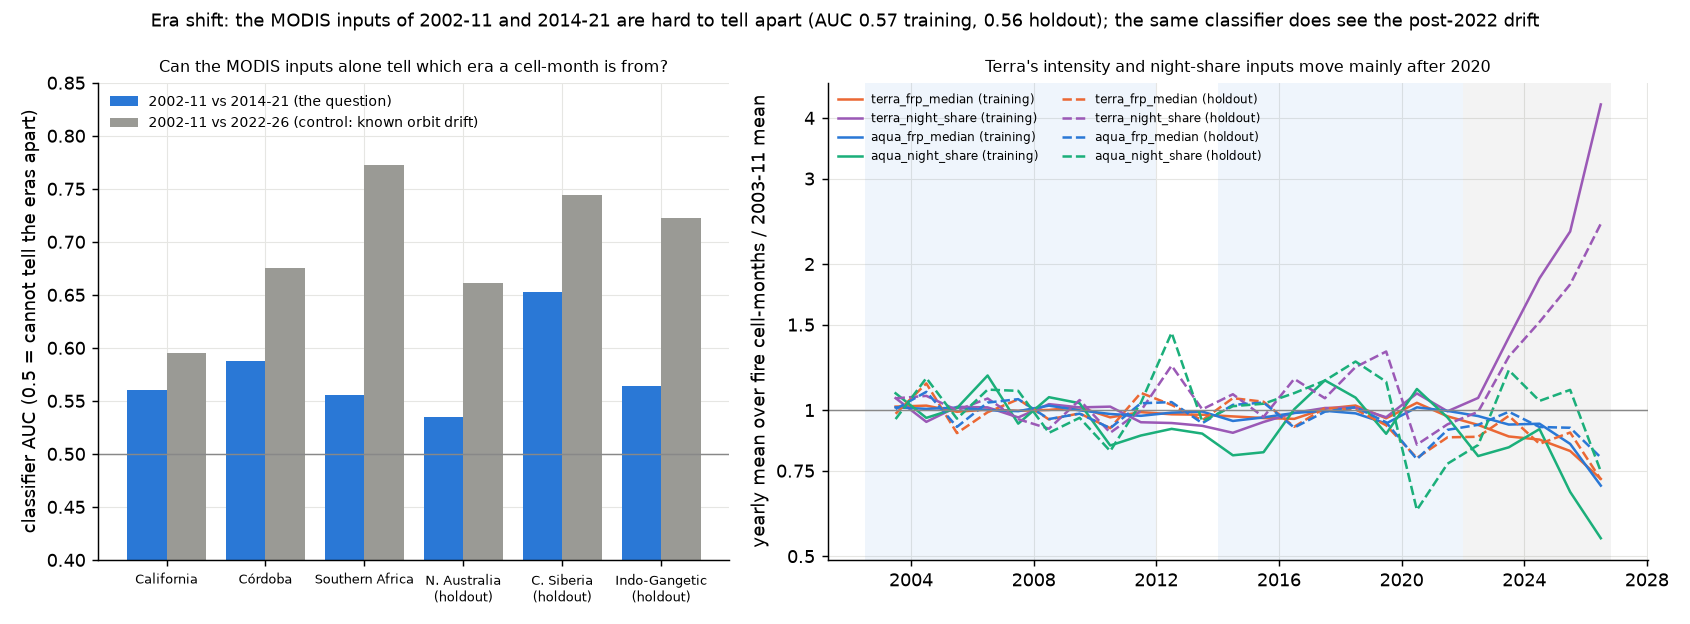 Era shift: the MODIS inputs of 2002-11 and 2014-21 are hard to tell apart (AUC 0.57 training, 0.56 holdout); the same classifier does see the post-2022 drift
Can the MODIS inputs alone tell which era a cell-month is from?
classifier AUC (0.5 = cannot tell the eras apart)
0.85
0.80
0.75
0.70
0.65
0.60
0.55
0.50
0.45
0.40
2002-11 vs 2014-21 (the question)
2002-11 vs 2022-26 (control: known orbit drift)
California
Córdoba
Southern Africa
N. Australia
(holdout)
C. Siberia
(holdout)
Indo-Gangetic
(holdout)
Terra's intensity and night-share inputs move mainly after 2020
yearly mean over fire cell-months / 2003-11 mean
4
3
2
1.5
1
0.75
0.5
terra_frp_median (training)
terra_night_share (training)
aqua_frp_median (training)
aqua_night_share (training)
terra_frp_median (holdout)
terra_night_share (holdout)
aqua_frp_median (holdout)
aqua_night_share (holdout)
2004
2008
2012
2016
2020
2024
2028